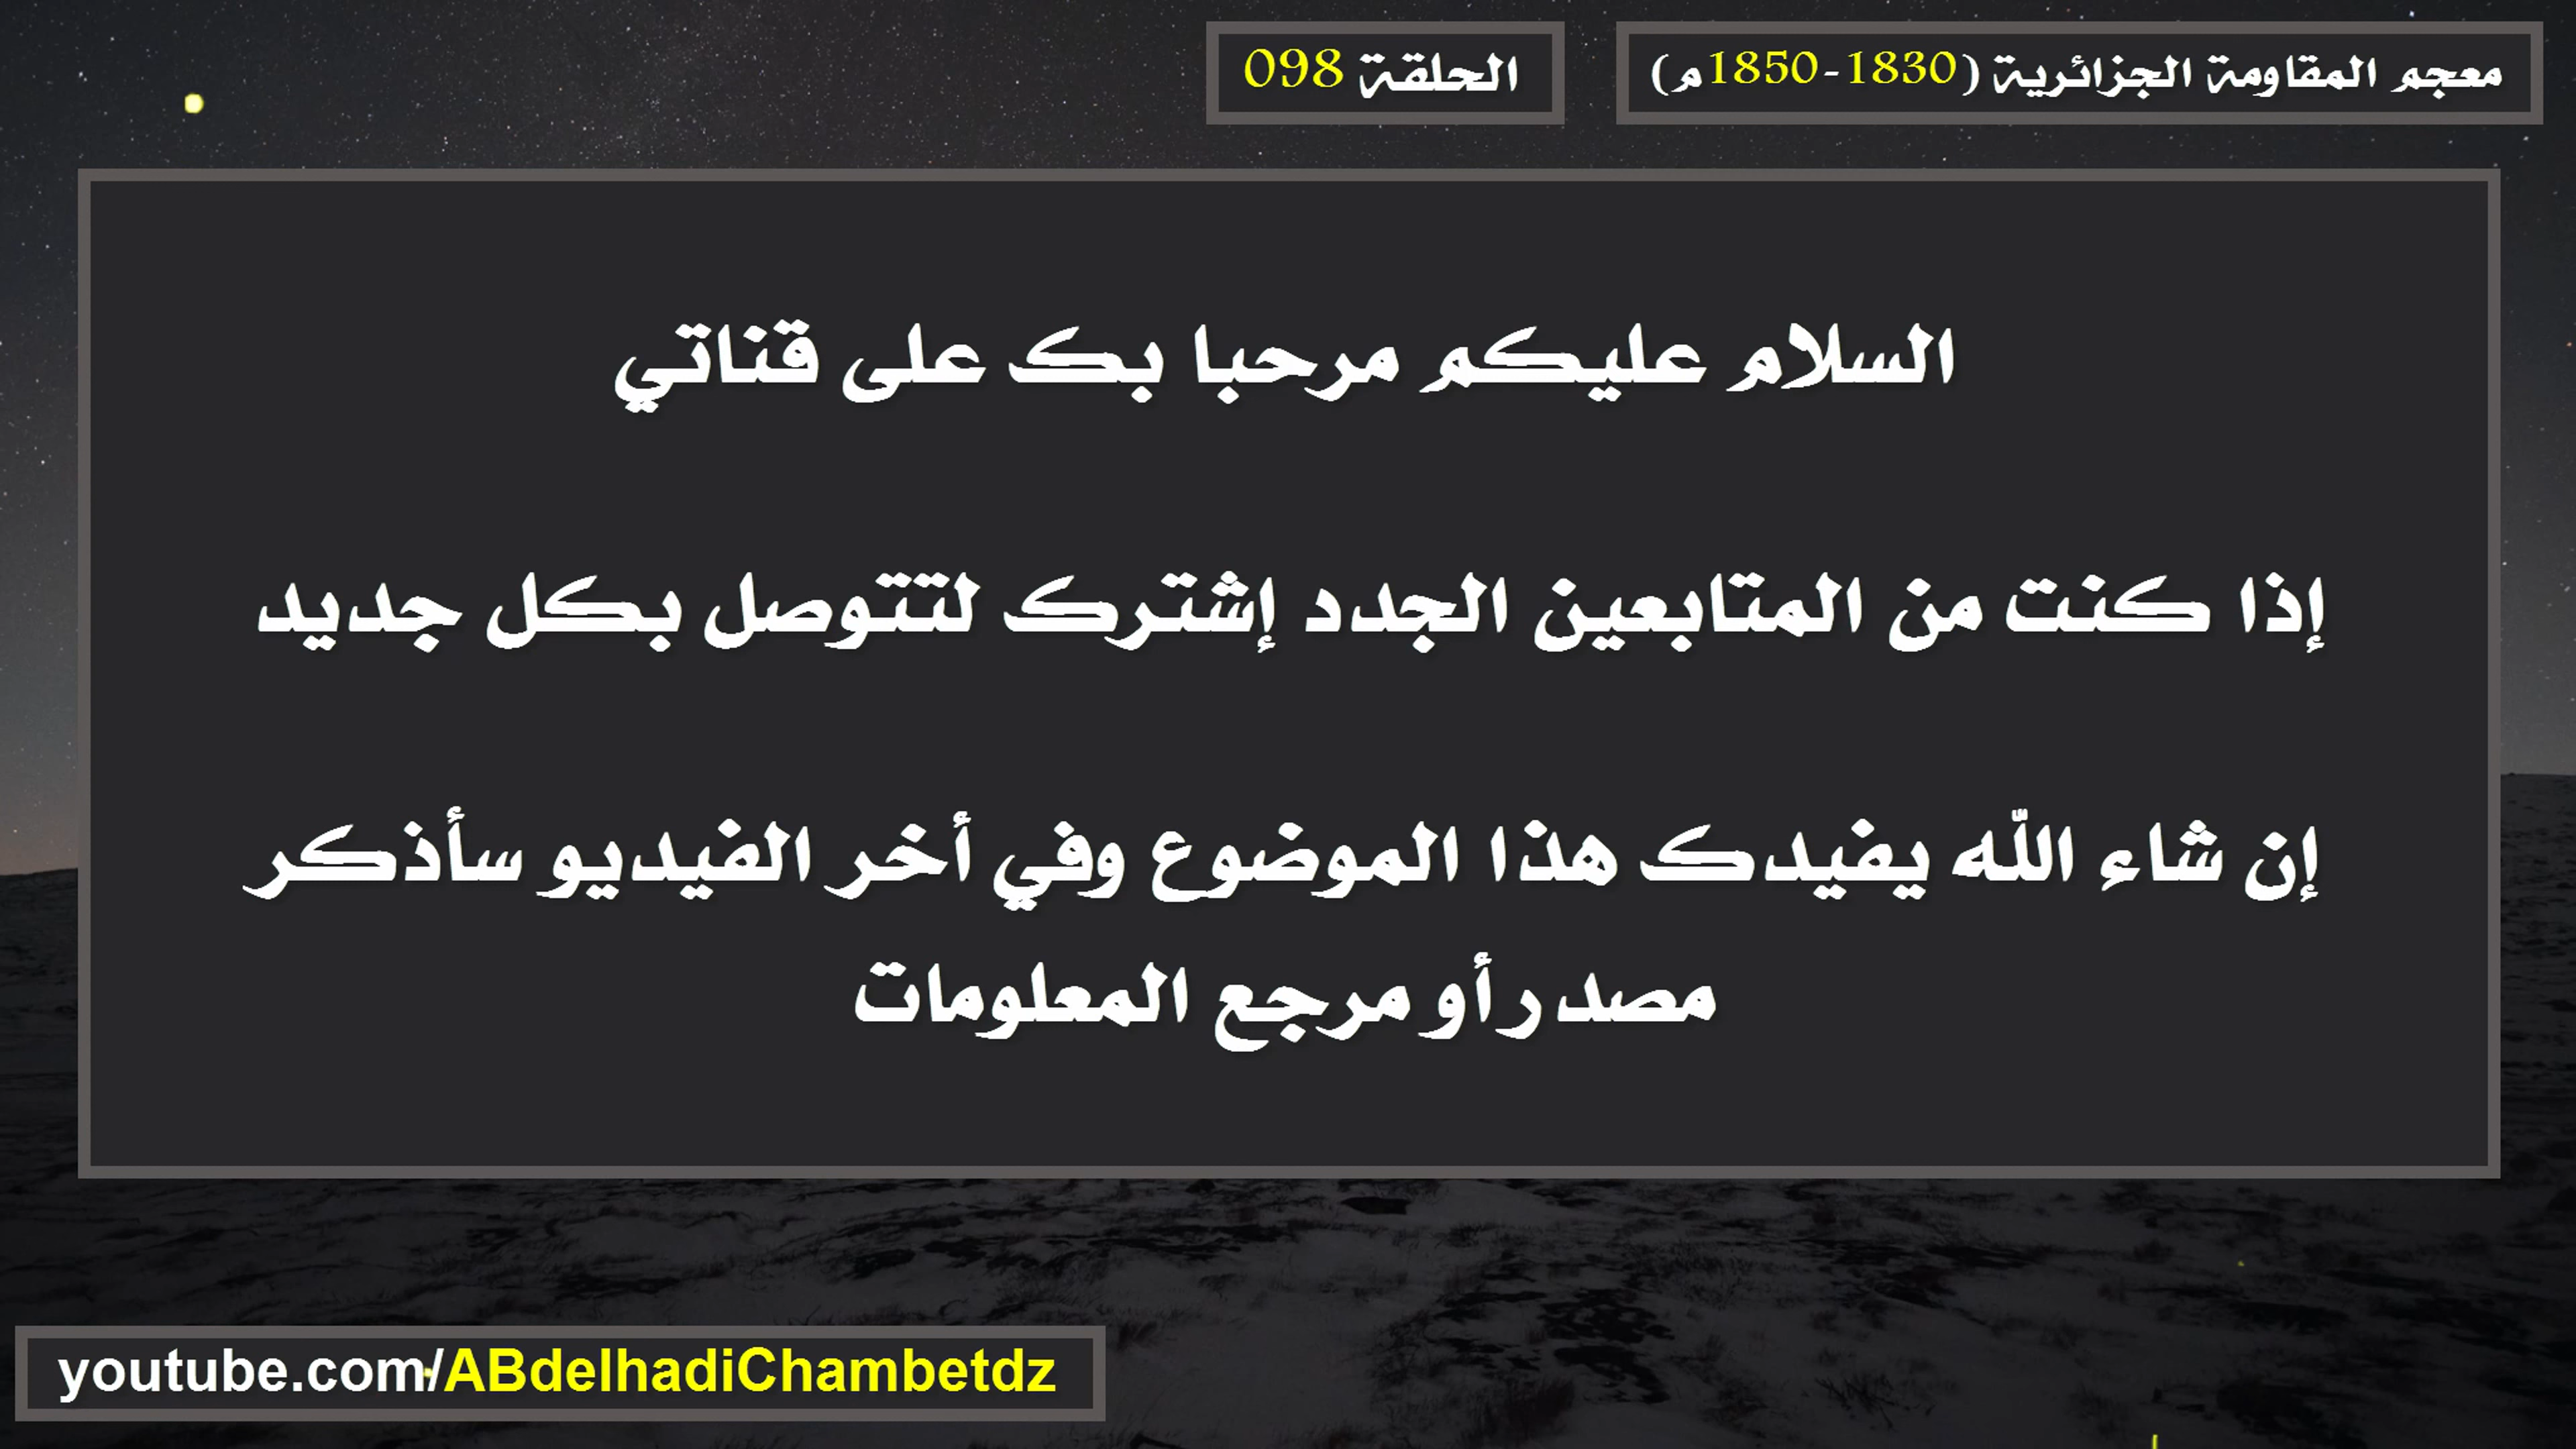 معجم المقاومة الجزائرية (1830-1850م)
الحلقة 098
السلام عليكم مرحبا بك على قناتي
إذا كنت من المتابعين الجدد إشترك لتتوصل بكل جديد
إن شاء الله يفيدك هذا الموضوع وفي أخر الفيديو سأذكر
مصدر أو مرجع المعلومات
youtube.com/ABdelhadiChambetdz